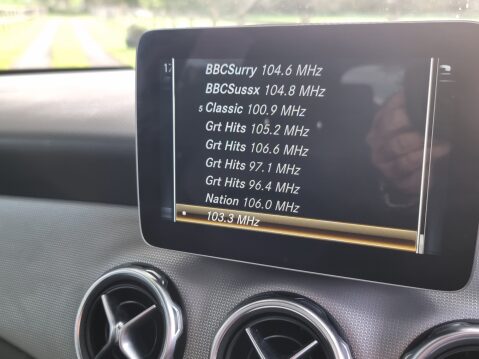 BBCSurry 104.6 MHz
BBCSussx 104.8 MHz
5 Classic 100.9 MHz
Grt Hits 105.2 MHz
Grt Hits 106.6 MHz
Grt Hits 97.1 MHz
Grt Hits 96.4 MHz
Nation 106.0 MHz
103.3 MHz